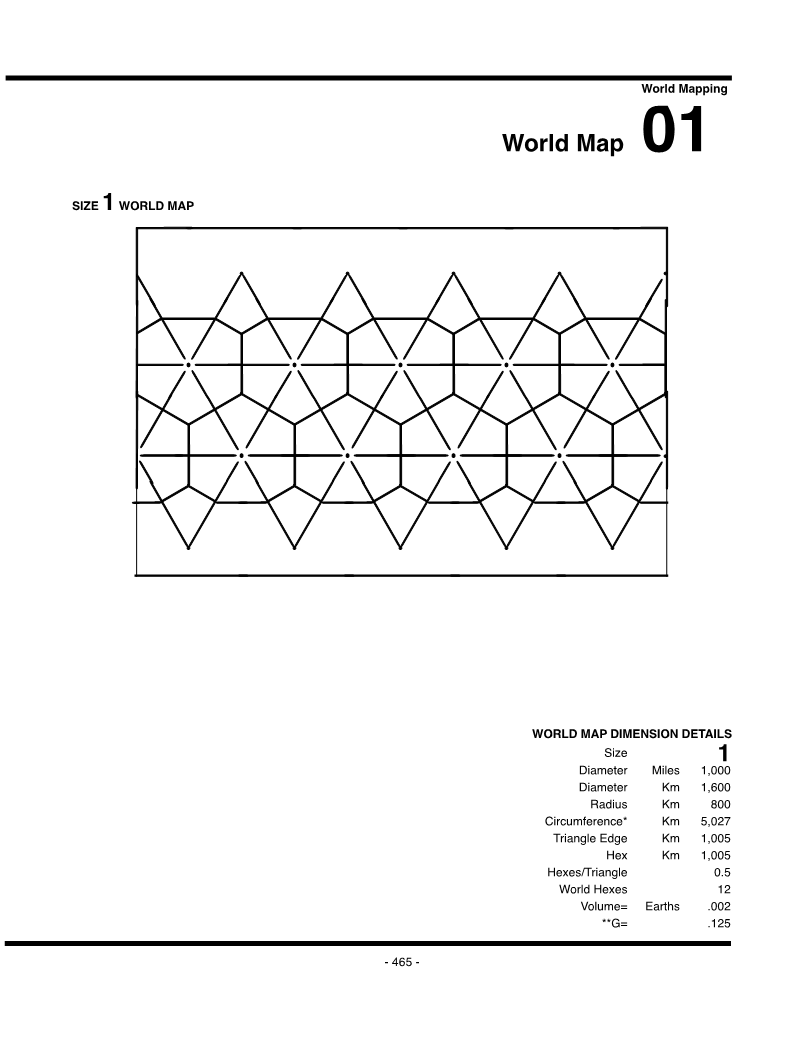 World Mapping
World Map 01
SIZE 1 WORLD MAP
WORLD MAP DIMENSION DETAILS
Size 1
Diameter Miles 1,000
Diameter Km 1,600
Radius Km 800
Circumference* Km 5,027
Triangle Edge Km 1,005
Hex Km 1,005
Hexes/Triangle 0.5
World Hexes 12
Volume= Earths .002
**G= .125
- 465 -